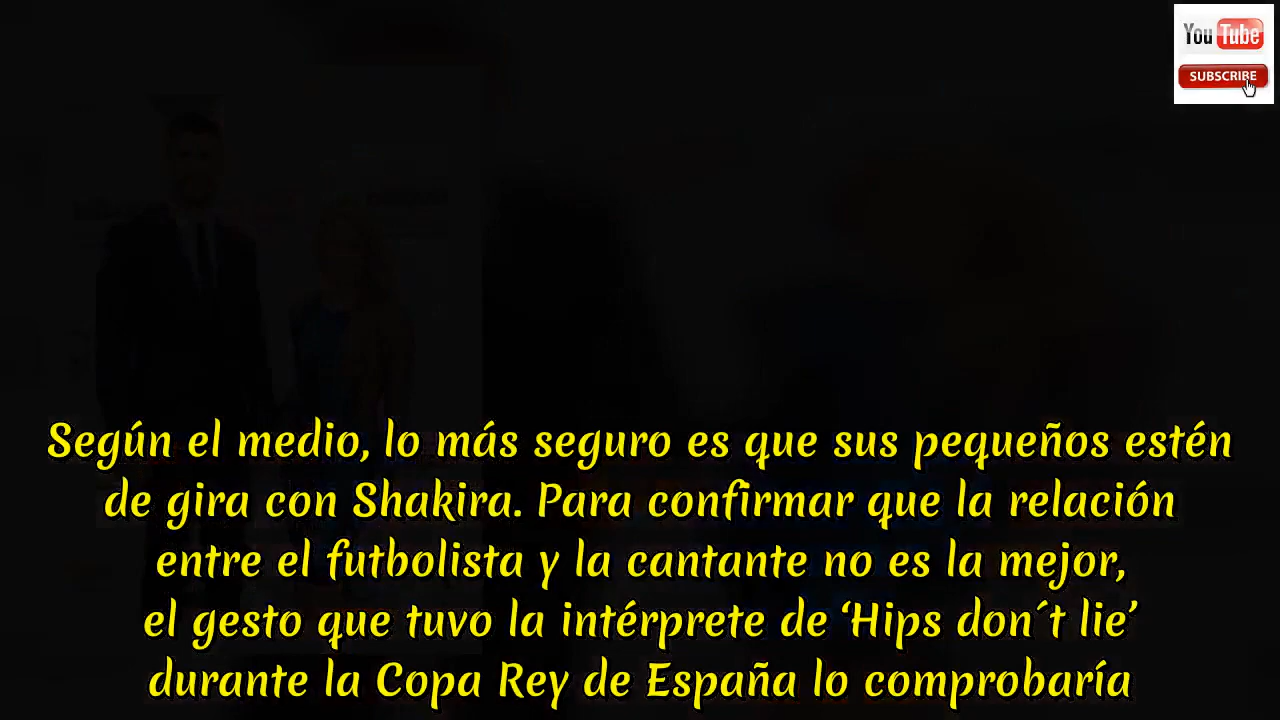 You Tube
SUBSCRIBE
Según el medio, lo más seguro es que sus pequeños estén
de gira con Shakira. Para confirmar que la relación
entre el futbolista y la cantante no es la mejor,
el gesto que tuvo la intérprete de ‘Hips don´t lie’
durante la Copa Rey de España lo comprobaría